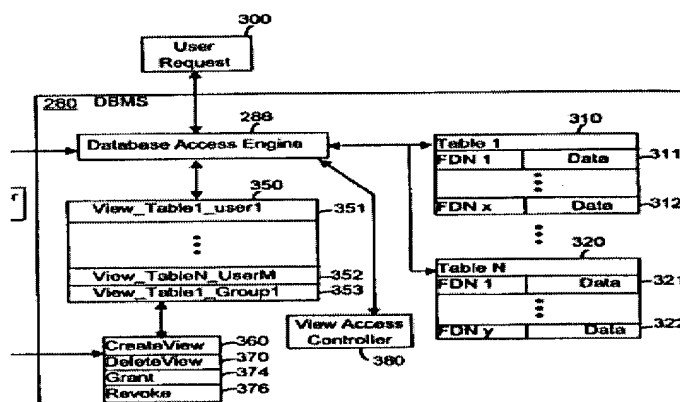 300
User
Request
280 DBMS
288
Database Access Engine
310
Table 1
FDN 1 Data 311
FDN x Data 312
350
View_Table1_user1 351
View_TableN_UserM 352
View_Table1_Group1 353
320
Table N
FDN 1 Data 321
FDN y Data 322
CreateView 360
DeleteView 370
Grant 374
Revoke 376
View Access
Controller
380